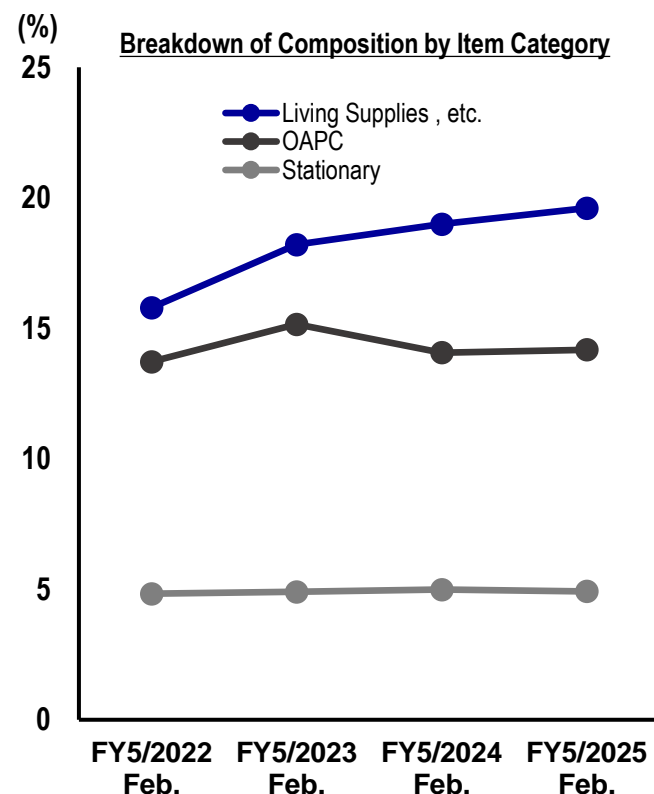 (%)
Breakdown of Composition by Item Category
25
Living Supplies , etc.
OAPC
Stationary
20
15
10
5
0
FY5/2022 FY5/2023 FY5/2024 FY5/2025
Feb. Feb. Feb. Feb.